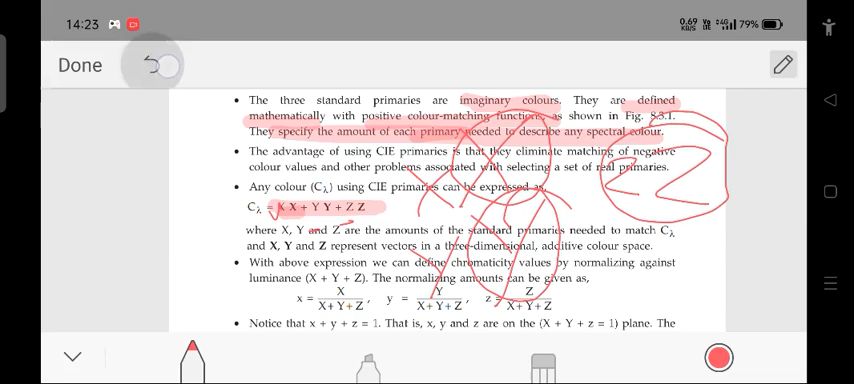 14:23
0.69 KB/S Vo LTE 4G 79%
Done
• The three standard primaries are imaginary colours. They are defined
mathematically with positive colour-matching functions, as shown in Fig. 8.3.1.
They specify the amount of each primary needed to describe any spectral colour.
• The advantage of using CIE primaries is that they eliminate matching of negative
colour values and other problems associated with selecting a set of real primaries.
• Any colour (Cλ) using CIE primaries can be expressed as,
Cλ = X X + Y Y + Z Z
where X, Y and Z are the amounts of the standard primaries needed to match Cλ
and X, Y and Z represent vectors in a three-dimensional, additive colour space.
• With above expression we can define chromaticity values by normalizing against
luminance (X + Y + Z). The normalizing amounts can be given as,
x = X / X+Y+Z, y = Y / X+Y+Z, z = Z / X+Y+Z
• Notice that x + y + z = 1. That is, x, y and z are on the (X + Y + Z = 1) plane. The